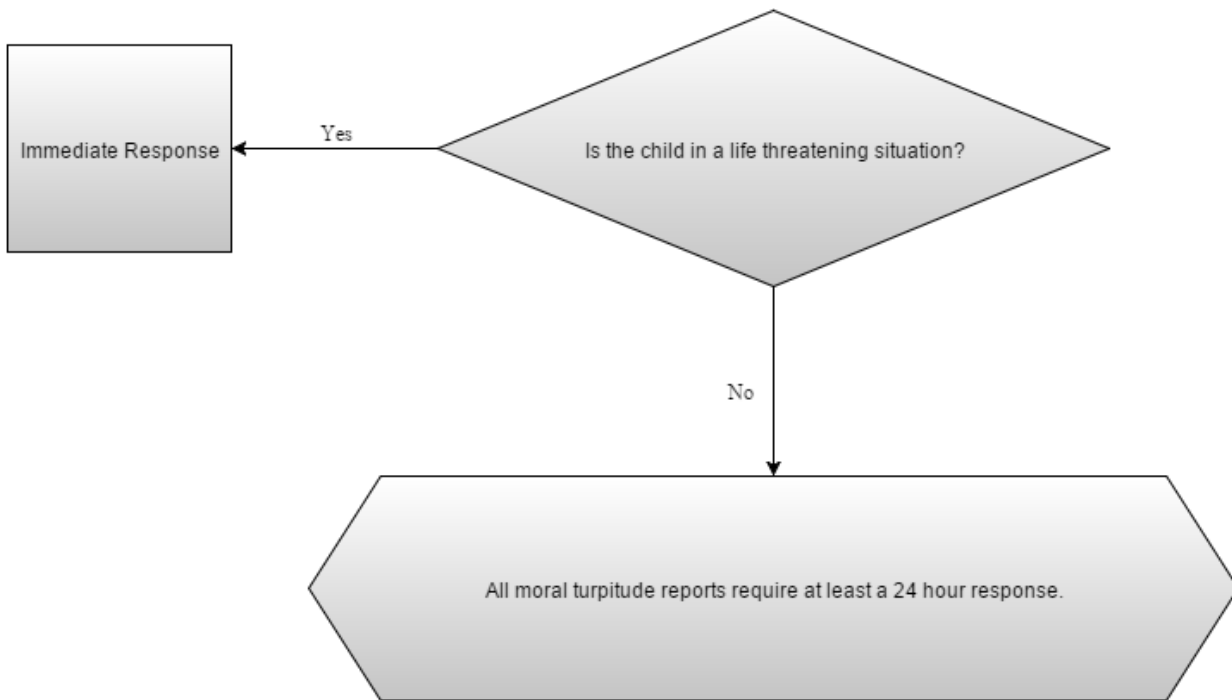 Is the child in a life threatening situation?
Yes
Immediate Response
No
All moral turpitude reports require at least a 24 hour response.